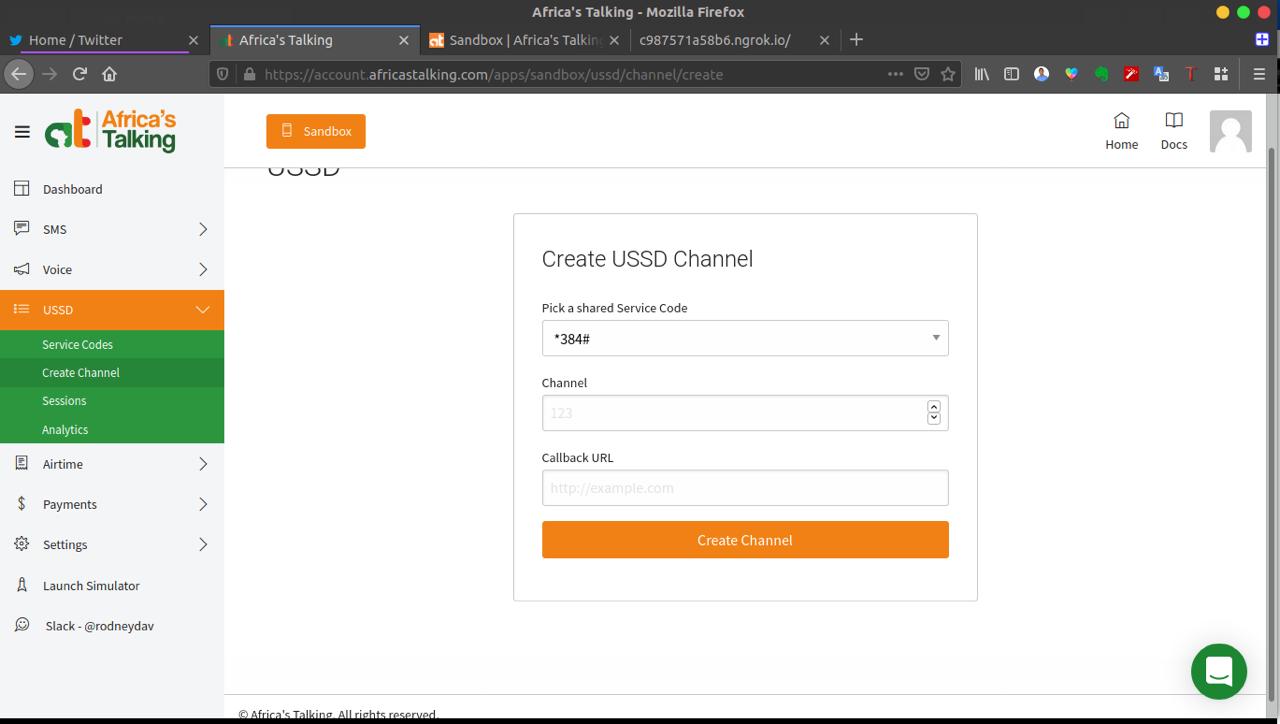 Africa's Talking - Mozilla Firefox
Home / Twitter
Africa's Talking
Sandbox | Africa's Talking
c987571a58b6.ngrok.io/
https://account.africastalking.com/apps/sandbox/ussd/channel/create
Africa's
Talking
Sandbox
Home
Docs
USSD
Dashboard
SMS
Voice
USSD
Service Codes
Create Channel
Sessions
Analytics
Airtime
Payments
Settings
Launch Simulator
Slack - @rodneydav
Create USSD Channel
Pick a shared Service Code
*384#
Channel
123
Callback URL
http://example.com
Create Channel
© Africa's Talking. All rights reserved.